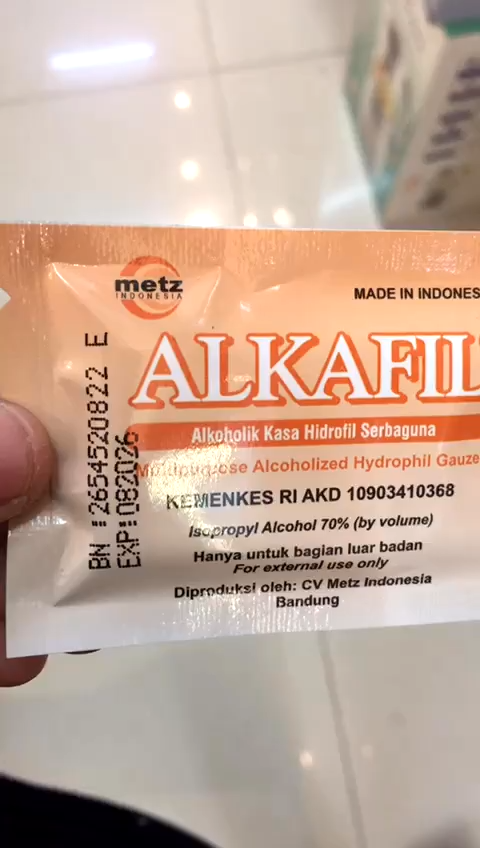 metz
INDONESIA
MADE IN INDONES
ALKAFIL
Alkoholik Kasa Hidrofil Serbaguna
Multipurpose Alcoholized Hydrophil Gauze
KEMENKES RI AKD 10903410368
Isopropyl Alcohol 70% (by volume)
Hanya untuk bagian luar badan
For external use only
Diproduksi oleh: CV Metz Indonesia
Bandung
BN : 2654520822 E
EXP: 082026